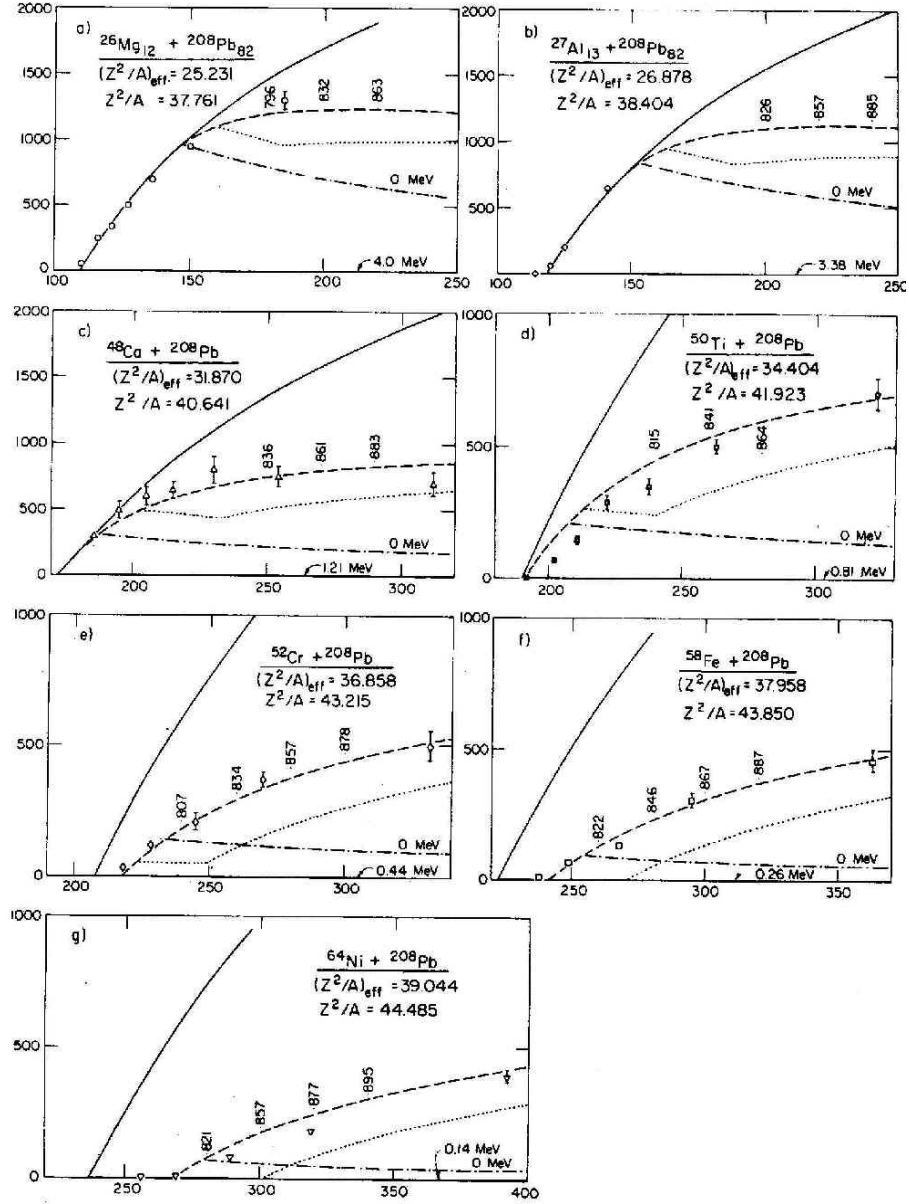 a)
²⁶Mg₁₂ + ²⁰⁸Pb₈₂
(Z²/A)eff = 25.231
Z²/A = 37.761
.796 .832 .863
0 MeV
4.0 MeV
2000
1500
1000
500
0
100 150 200 250
b)
²⁷Al₁₃ + ²⁰⁸Pb₈₂
(Z²/A)eff = 26.878
Z²/A = 38.404
.826 .857 .885
0 MeV
3.38 MeV
2000
1000
0
100 150 200 250
c)
⁴⁸Ca + ²⁰⁸Pb
(Z²/A)eff = 31.870
Z²/A = 40.641
.836 .861 .883
0 MeV
1.21 MeV
2000
1500
1000
500
0
200 250 300
d)
⁵⁰Ti + ²⁰⁸Pb
(Z²/A)eff = 34.404
Z²/A = 41.923
.815 .841 .864
0 MeV
0.81 MeV
1000
500
0
200 250 300
e)
⁵²Cr + ²⁰⁸Pb
(Z²/A)eff = 36.858
Z²/A = 43.215
.807 .834 .857 .878
0 MeV
0.44 MeV
1000
500
0
200 250 300
f)
⁵⁸Fe + ²⁰⁸Pb
(Z²/A)eff = 37.958
Z²/A = 43.850
.822 .846 .867 .887
0 MeV
0.26 MeV
1000
500
0
250 300 350
g)
⁶⁴Ni + ²⁰⁸Pb
(Z²/A)eff = 39.044
Z²/A = 44.485
.821 .857 .877 .895
0.14 MeV
0 MeV
1000
500
0
250 300 350 400